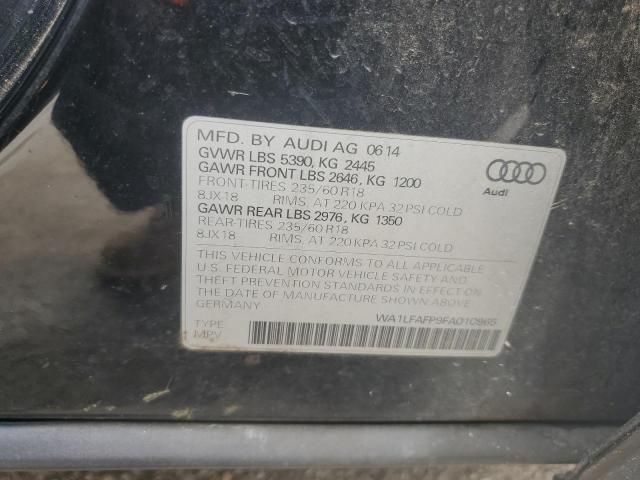 MFD. BY AUDI AG 06 14
GVWR LBS 5390, KG 2445
GAWR FRONT LBS 2646, KG 1200
FRONT-TIRES 235/60 R18
8JX18 RIMS, AT 220 KPA 32 PSI COLD
GAWR REAR LBS 2976, KG 1350
REAR-TIRES 235/60 R18
8JX18 RIMS, AT 220 KPA 32 PSI COLD
THIS VEHICLE CONFORMS TO ALL APPLICABLE
U.S. FEDERAL MOTOR VEHICLE SAFETY AND
THEFT PREVENTION STANDARDS IN EFFECT ON
THE DATE OF MANUFACTURE SHOWN ABOVE.
GERMANY
Audi
WA1LFAFP9FA010965
TYPE
MPV